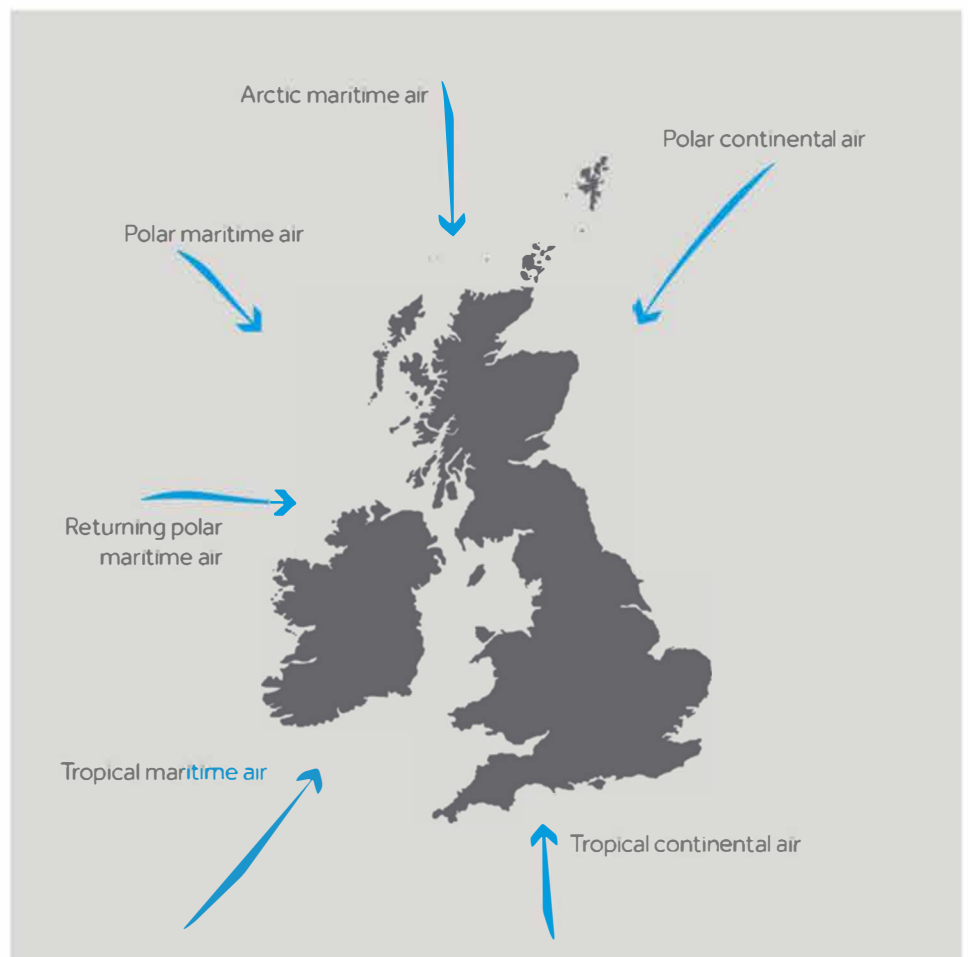 Arctic maritime air
Polar continental air
Polar maritime air
Returning polar
maritime air
Tropical maritime air
Tropical continental air